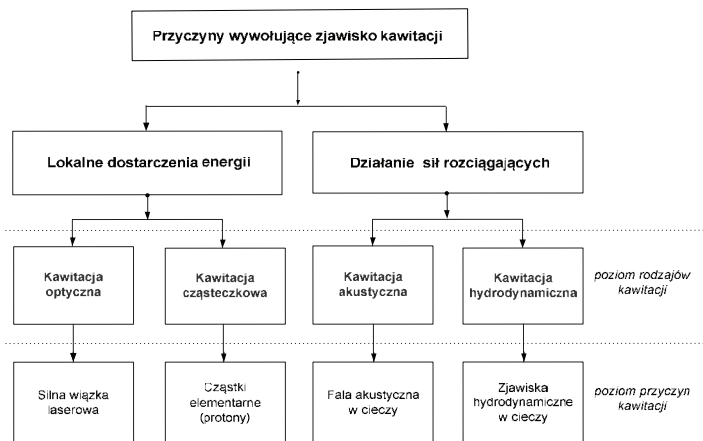 Przyczyny wywołujące zjawisko kawitacji
Lokalne dostarczenia energii
Działanie sił rozciągających
Kawitacja
optyczna
Kawitacja
cząsteczkowa
Kawitacja
akustyczna
Kawitacja
hydrodynamiczna
poziom rodzajów
kawitacji
Silna wiązka
laserowa
Cząstki
elementarne
(protony)
Fala akustyczna
w cieczy
Zjawiska
hydrodynamiczne
w cieczy
poziom przyczyn
kawitacji